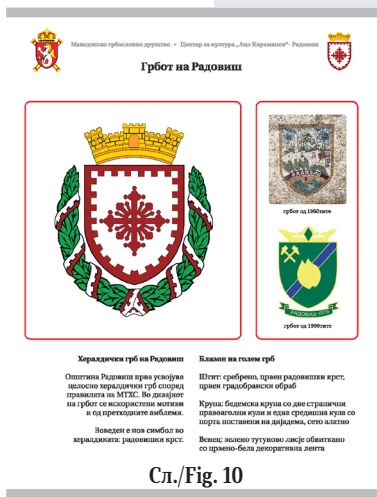 Македонско грбословно друштво • Центар за култура „Ацо Караманов“- Радовиш
Грбот на Радовиш
грбот од 1960тите
РАДОВИШ 1919
грбот од 1990тите
Хералдички грб на Радовиш
Општина Радовиш прва усвојува
целосно хералдички грб според
правилата на МТХС. Во дизајнот
на грбот се искористени мотиви
и од претходните амблеми.
Воведен е нов симбол во
хералдиката: радовишки крст.
Блазон на голем грб
Штит: сребрено, црвен радовишки крст,
црвен градобрански обраб
Круна: бедемска круна со две странични
правоаголни кули и една средишна кула со
порта поставени на дијадема, сето златно
Венец: зелено тутуново лисје обвиткано
со црвено-бела декоративна лента
Сл./Fig. 10